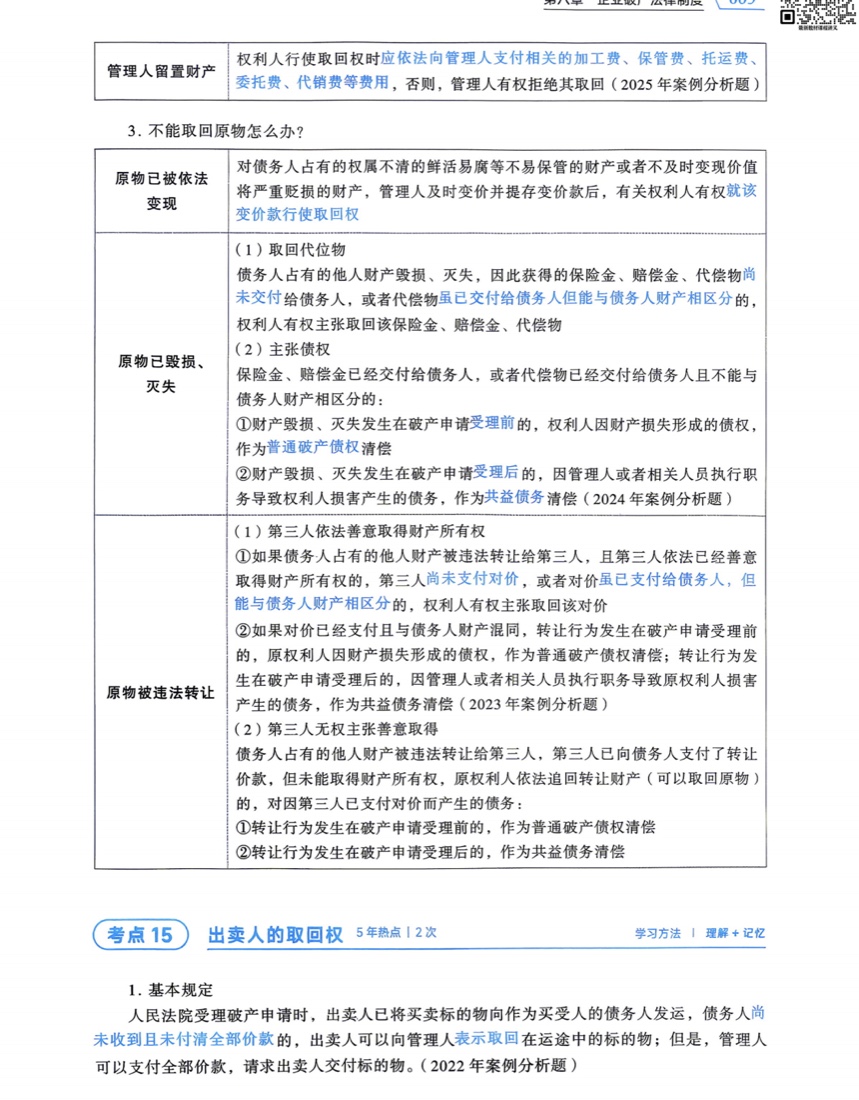 第八章 企业破产法律制度
管理人留置财产
权利人行使取回权时应依法向管理人支付相关的加工费、保管费、托运费、
委托费、代销费等费用，否则，管理人有权拒绝其取回（2025年案例分析题）
3. 不能取回原物怎么办？
原物已被依法
变现
对债务人占有的权属不清的鲜活易腐等不易保管的财产或者不及时变现价值
将严重贬损的财产，管理人及时变价并提存变价款后，有关权利人有权就该
变价款行使取回权
原物已毁损、
灭失
（1）取回代位物
债务人占有的他人财产毁损、灭失，因此获得的保险金、赔偿金、代偿物尚
未交付给债务人，或者代偿物虽已交付给债务人但能与债务人财产相区分的，
权利人有权主张取回该保险金、赔偿金、代偿物
（2）主张债权
保险金、赔偿金已经交付给债务人，或者代偿物已经交付给债务人且不能与
债务人财产相区分的：
①财产毁损、灭失发生在破产申请受理前的，权利人因财产损失形成的债权，
作为普通破产债权清偿
②财产毁损、灭失发生在破产申请受理后的，因管理人或者相关人员执行职
务导致权利人损害产生的债务，作为共益债务清偿（2024年案例分析题）
原物被违法转让
（1）第三人依法善意取得财产所有权
①如果债务人占有的他人财产被违法转让给第三人，且第三人依法已经善意
取得财产所有权的，第三人尚未支付对价，或者对价虽已支付给债务人，但
能与债务人财产相区分的，权利人有权主张取回该对价
②如果对价已经支付且与债务人财产混同，转让行为发生在破产申请受理前
的，原权利人因财产损失形成的债权，作为普通破产债权清偿；转让行为发
生在破产申请受理后的，因管理人或者相关人员执行职务导致原权利人损害
产生的债务，作为共益债务清偿（2023年案例分析题）
（2）第三人无权主张善意取得
债务人占有的他人财产被违法转让给第三人，第三人已向债务人支付了转让
价款，但未能取得财产所有权，原权利人依法追回转让财产（可以取回原物）
的，对因第三人已支付对价而产生的债务：
①转让行为发生在破产申请受理前的，作为普通破产债权清偿
②转让行为发生在破产申请受理后的，作为共益债务清偿
考点 15 出卖人的取回权 5年热点 | 2次 学习方法 | 理解+记忆
1. 基本规定
人民法院受理破产申请时，出卖人已将买卖标的物向作为买受人的债务人发运，债务人尚
未收到且未付清全部价款的，出卖人可以向管理人表示取回在运途中的标的物；但是，管理人
可以支付全部价款，请求出卖人交付标的物。（2022年案例分析题）